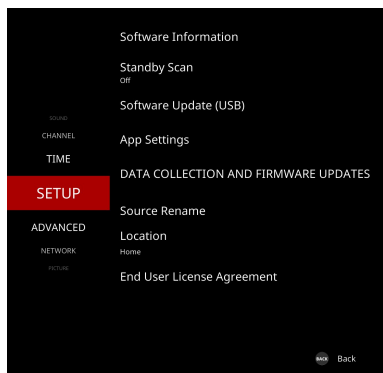 Software Information
Standby Scan
Off
Software Update (USB)
SOUND
CHANNEL
App Settings
TIME
DATA COLLECTION AND FIRMWARE UPDATES
SETUP
Source Rename
ADVANCED
Location
NETWORK
Home
PICTURE
End User License Agreement
BACK Back